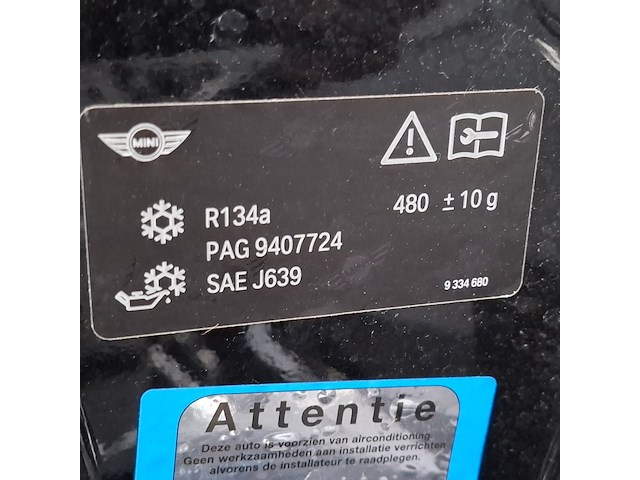 MINI
R134a
480 ± 10 g
PAG 9407724
SAE J639
9 334 680
Attentie
Deze auto is voorzien van airconditioning
Geen werkzaamheden aan installatie verrichten
alvorens de installateur te raadplegen.